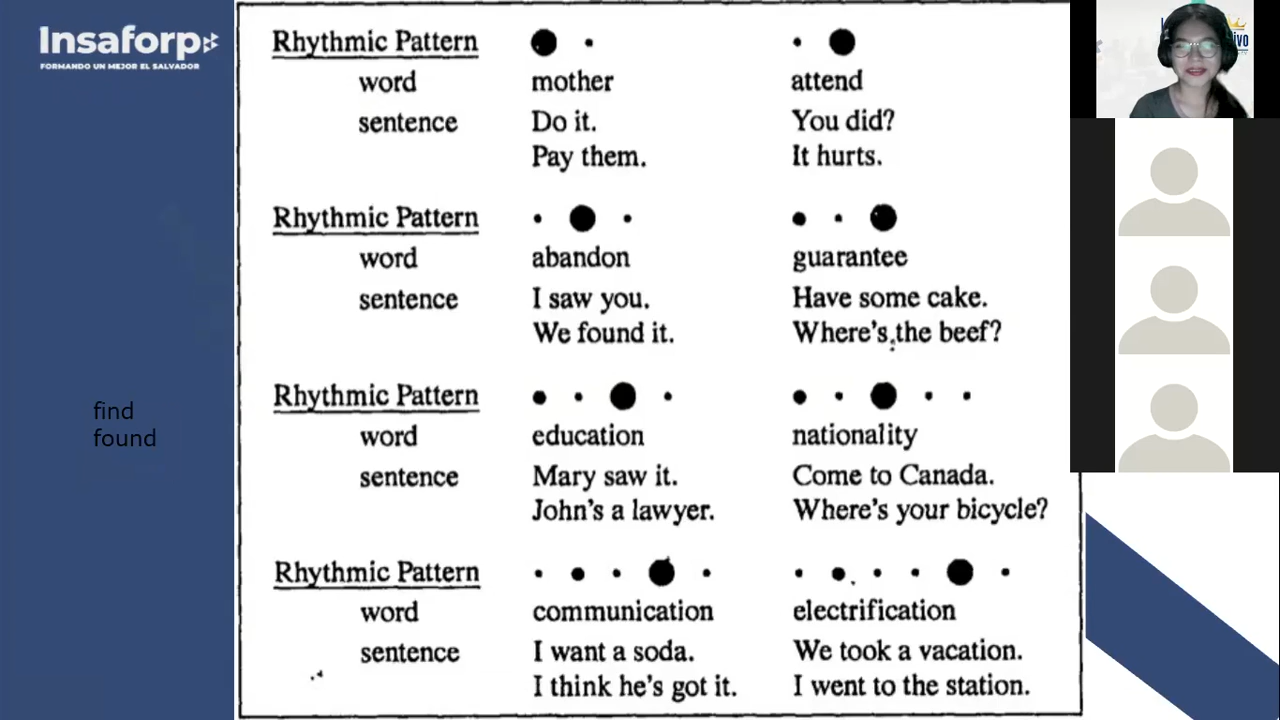 Insaforp
FORMANDO UN MEJOR EL SALVADOR
Rhythmic Pattern
word mother attend
sentence Do it. You did?
Pay them. It hurts.
Rhythmic Pattern
word abandon guarantee
sentence I saw you. Have some cake.
We found it. Where's the beef?
Rhythmic Pattern
word education nationality
sentence Mary saw it. Come to Canada.
John's a lawyer. Where's your bicycle?
Rhythmic Pattern
word communication electrification
sentence I want a soda. We took a vacation.
I think he's got it. I went to the station.
find
found